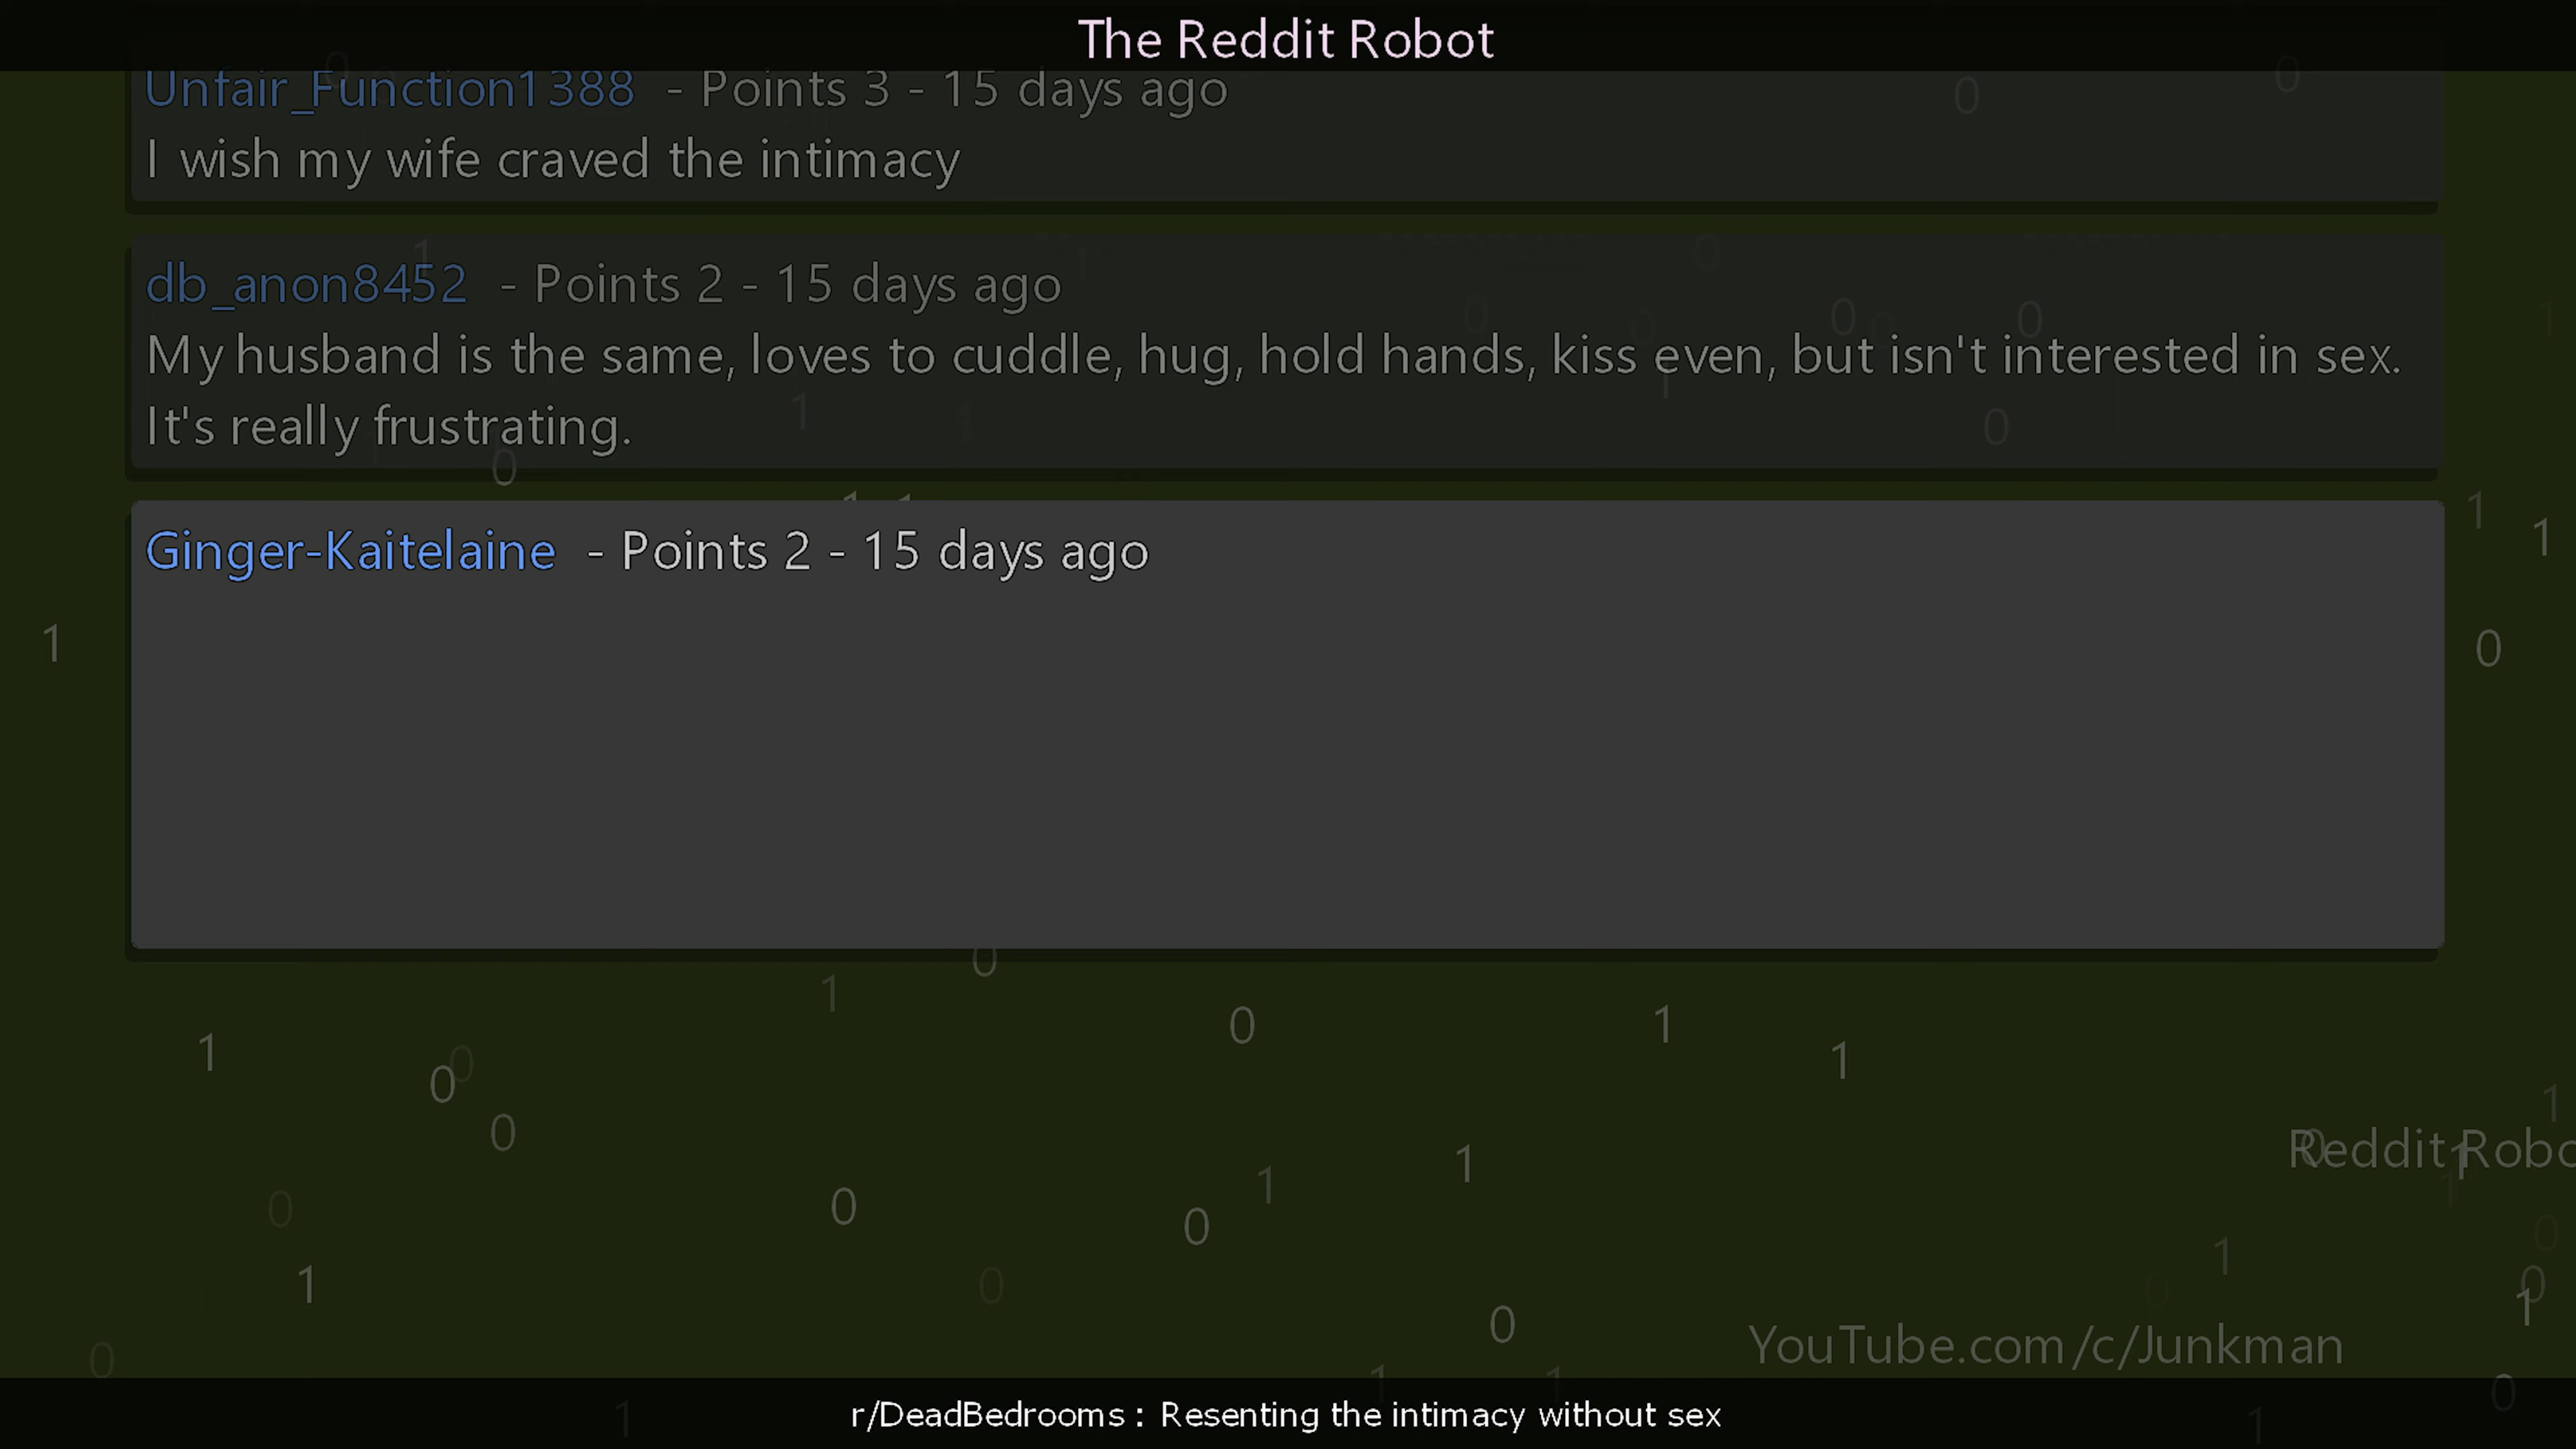 The Reddit Robot
Unfair_Function1388 - Points 3 - 15 days ago
I wish my wife craved the intimacy
db_anon8452 - Points 2 - 15 days ago
My husband is the same, loves to cuddle, hug, hold hands, kiss even, but isn't interested in sex.
It's really frustrating.
Ginger-Kaitelaine - Points 2 - 15 days ago
Reddit Robo
YouTube.com/c/Junkman
r/DeadBedrooms : Resenting the intimacy without sex